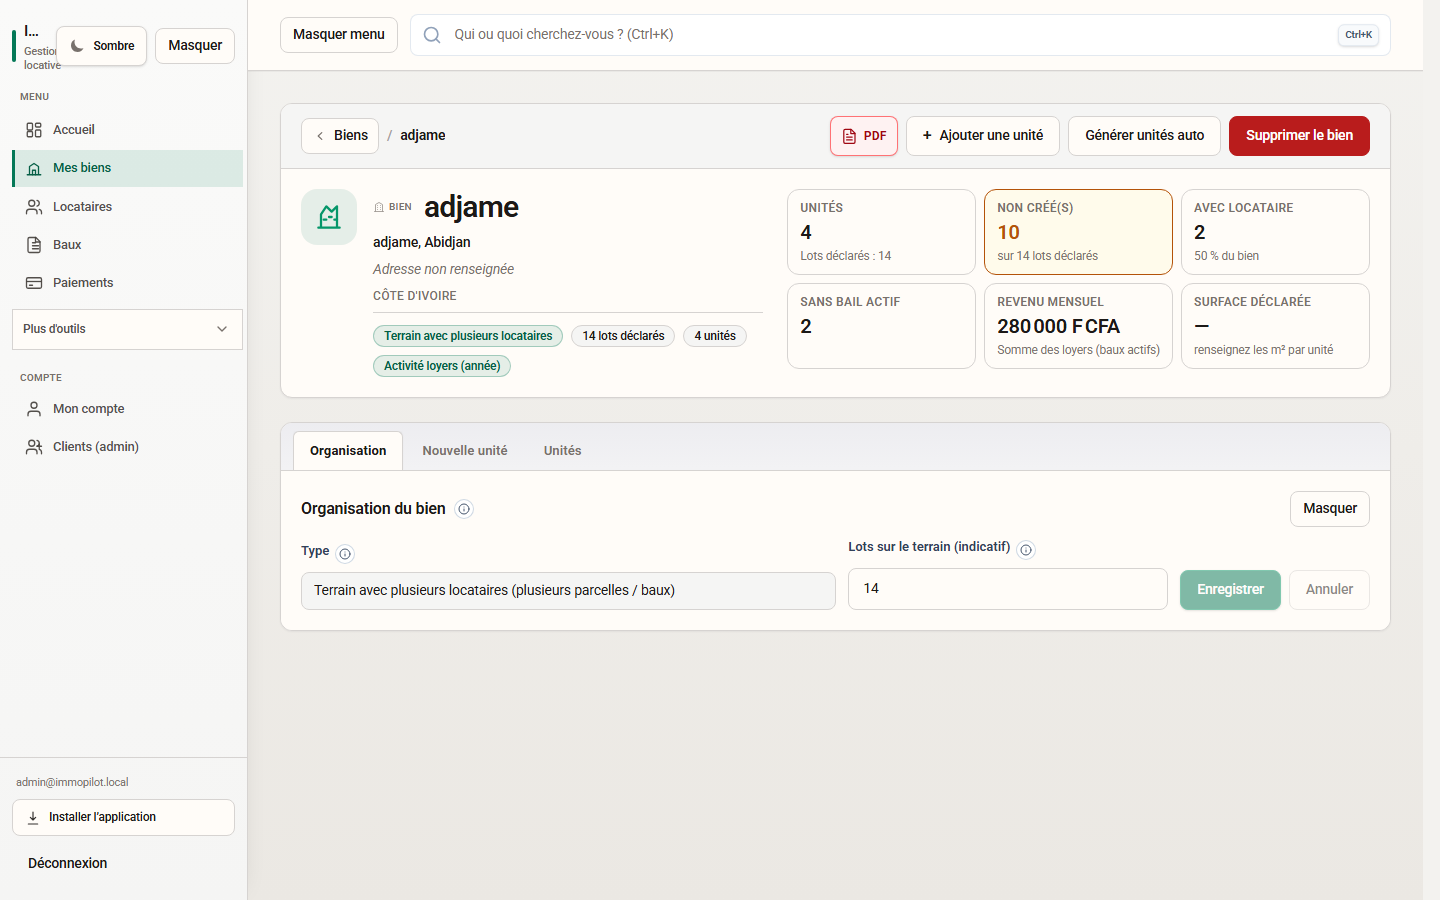 I...
Gestion
locative
Sombre
Masquer
MENU
Accueil
Mes biens
Locataires
Baux
Paiements
Plus d'outils
COMPTE
Mon compte
Clients (admin)
admin@immopilot.local
Installer l'application
Déconnexion
Masquer menu
Qui ou quoi cherchez-vous ? (Ctrl+K)
Ctrl+K
Biens / adjame
PDF
+ Ajouter une unité
Générer unités auto
Supprimer le bien
BIEN adjame
adjame, Abidjan
Adresse non renseignée
CÔTE D'IVOIRE
Terrain avec plusieurs locataires
14 lots déclarés
4 unités
Activité loyers (année)
UNITÉS
4
Lots déclarés : 14
NON CRÉÉ(S)
10
sur 14 lots déclarés
AVEC LOCATAIRE
2
50 % du bien
SANS BAIL ACTIF
2
REVENU MENSUEL
280 000 F CFA
Somme des loyers (baux actifs)
SURFACE DÉCLARÉE
—
renseignez les m² par unité
Organisation
Nouvelle unité
Unités
Organisation du bien
Masquer
Type
Terrain avec plusieurs locataires (plusieurs parcelles / baux)
Lots sur le terrain (indicatif)
14
Enregistrer
Annuler